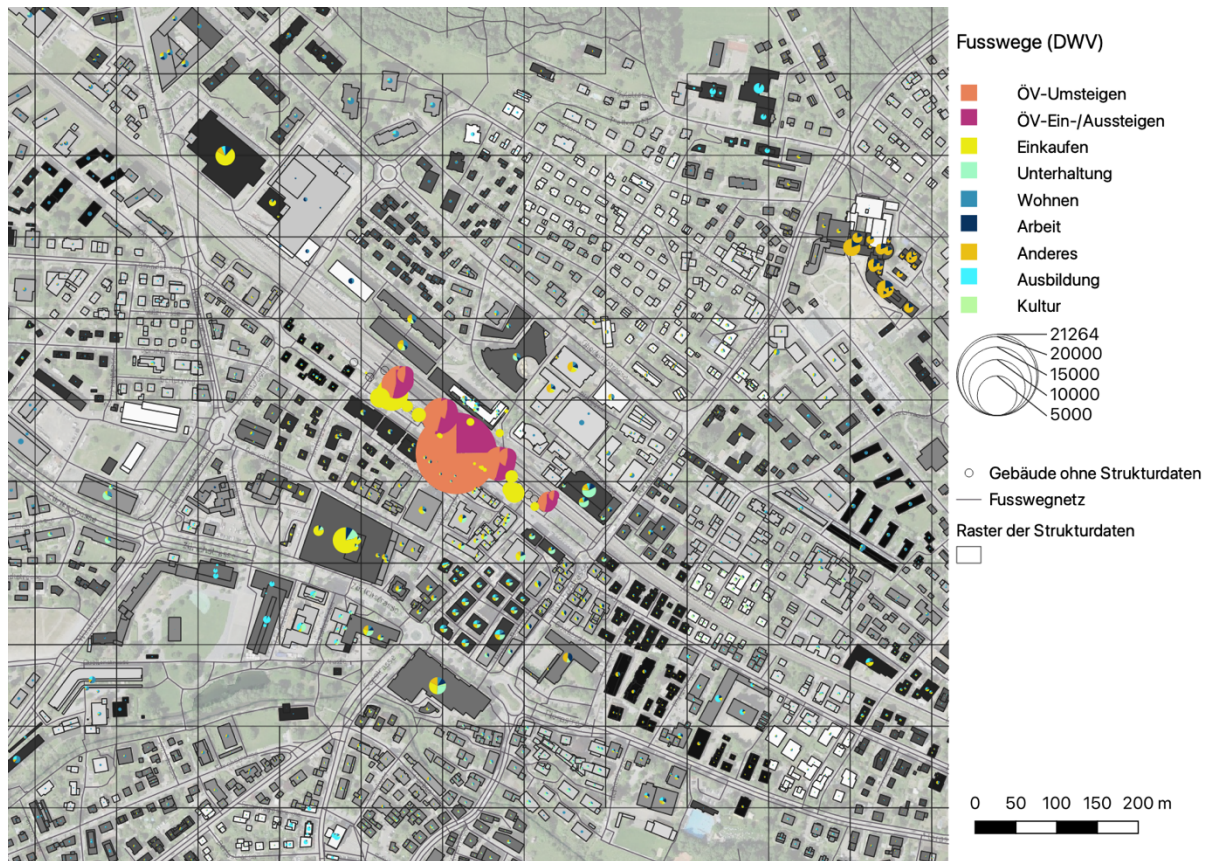 Fusswege (DWV)
ÖV-Umsteigen
ÖV-Ein-/Aussteigen
Einkaufen
Unterhaltung
Wohnen
Arbeit
Anderes
Ausbildung
Kultur
21264
20000
15000
10000
5000
Gebäude ohne Strukturdaten
Fusswegnetz
Raster der Strukturdaten
0 50 100 150 200 m